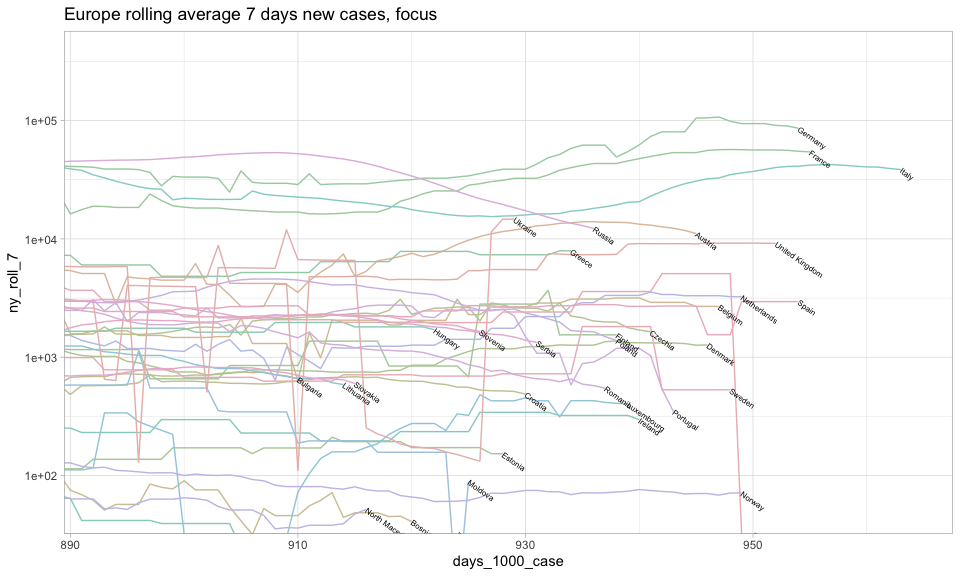 Europe rolling average 7 days new cases, focus
ny_roll_7
1e+05
1e+04
1e+03
1e+02
Germany
France
Italy
Ukraine
Russia
Greece
Austria
United Kingdom
Netherlands
Spain
Belgium
Hungary
Slovenia
Serbia
Finland
Poland
Czechia
Denmark
Bulgaria
Slovakia
Lithuania
Croatia
Romania
Luxembourg
Ireland
Portugal
Sweden
Estonia
Moldova
Norway
North Mace
Bosni
890
910
930
950
days_1000_case